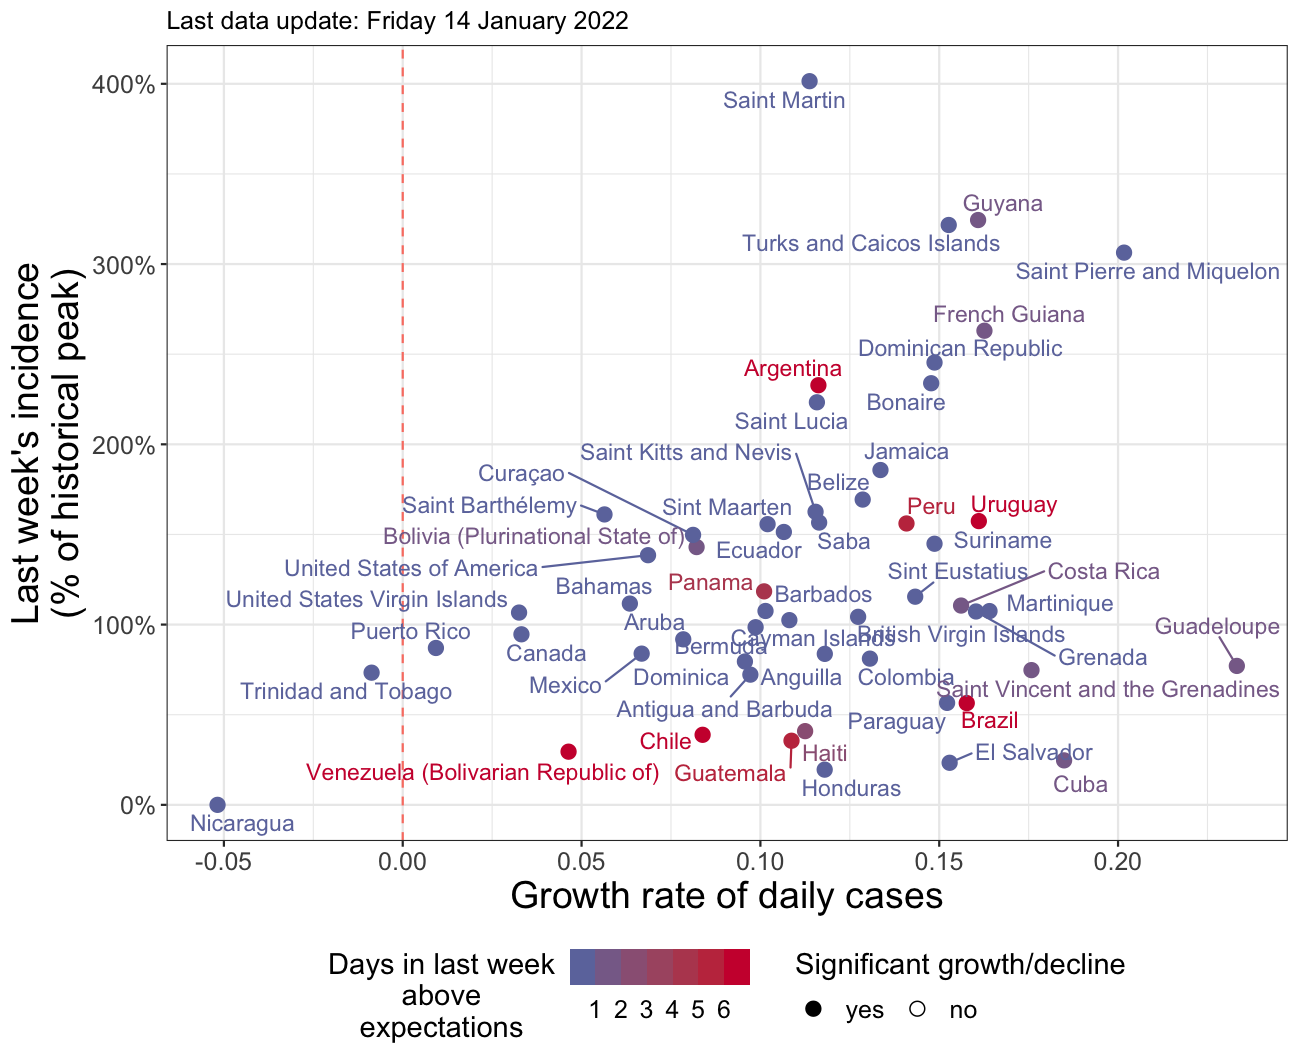 Last data update: Friday 14 January 2022
Last week's incidence
(% of historical peak)
400%
300%
200%
100%
0%
Saint Martin
Guyana
Turks and Caicos Islands
Saint Pierre and Miquelon
French Guiana
Dominican Republic
Argentina
Bonaire
Saint Lucia
Saint Kitts and Nevis
Jamaica
Curaçao
Belize
Saint Barthélemy
Sint Maarten
Peru
Uruguay
Bolivia (Plurinational State of)
Ecuador
Saba
Suriname
United States of America
Bahamas
Panama
Barbados
Sint Eustatius
Costa Rica
United States Virgin Islands
Martinique
Puerto Rico
Aruba
Cayman Islands
British Virgin Islands
Guadeloupe
Canada
Bermuda
Grenada
Mexico
Dominica
Anguilla
Colombia
Trinidad and Tobago
Saint Vincent and the Grenadines
Antigua and Barbuda
Paraguay
Brazil
Chile
Haiti
El Salvador
Venezuela (Bolivarian Republic of)
Guatemala
Honduras
Cuba
Nicaragua
-0.05 0.00 0.05 0.10 0.15 0.20
Growth rate of daily cases
Days in last week
above
expectations
1 2 3 4 5 6
Significant growth/decline
yes no